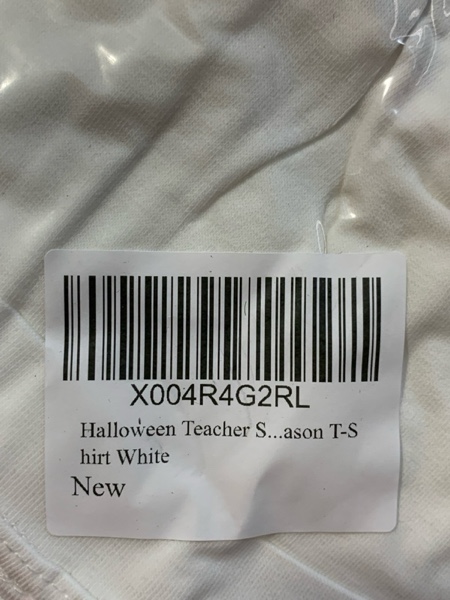 X004R4G2RL
Halloween Teacher S...ason T-S
hirt White
New